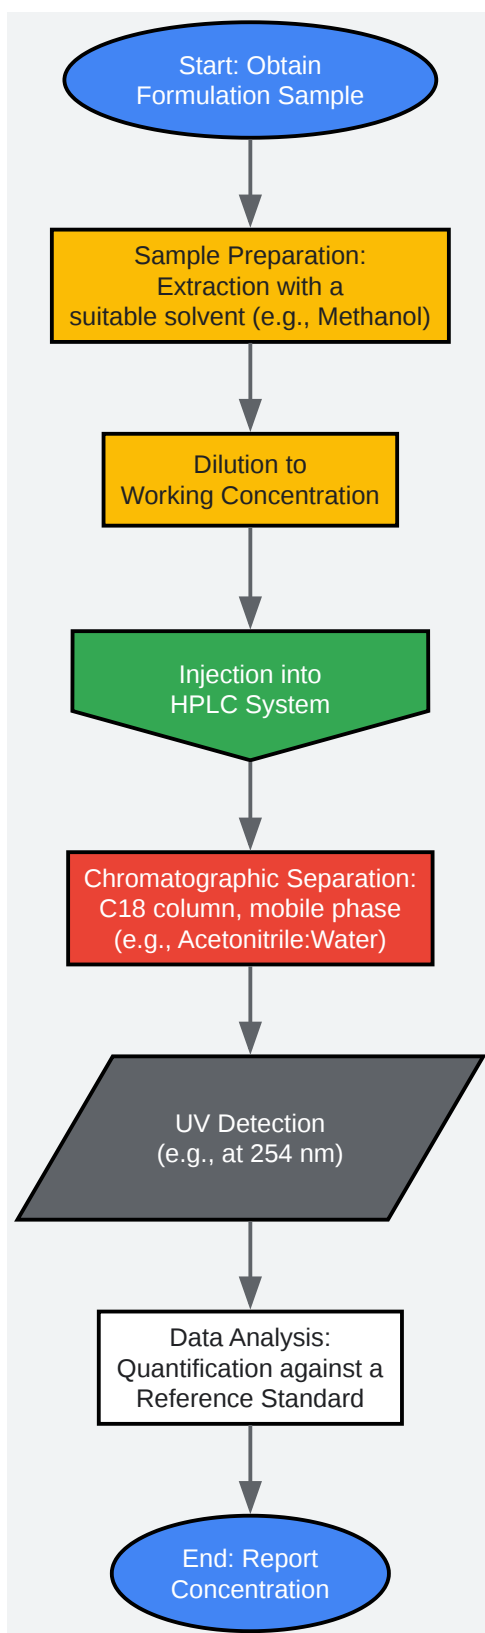 Start: Obtain
Formulation Sample
Sample Preparation:
Extraction with a
suitable solvent (e.g., Methanol)
Dilution to
Working Concentration
Injection into
HPLC System
Chromatographic Separation:
C18 column, mobile phase
(e.g., Acetonitrile:Water)
UV Detection
(e.g., at 254 nm)
Data Analysis:
Quantification against a
Reference Standard
End: Report
Concentration